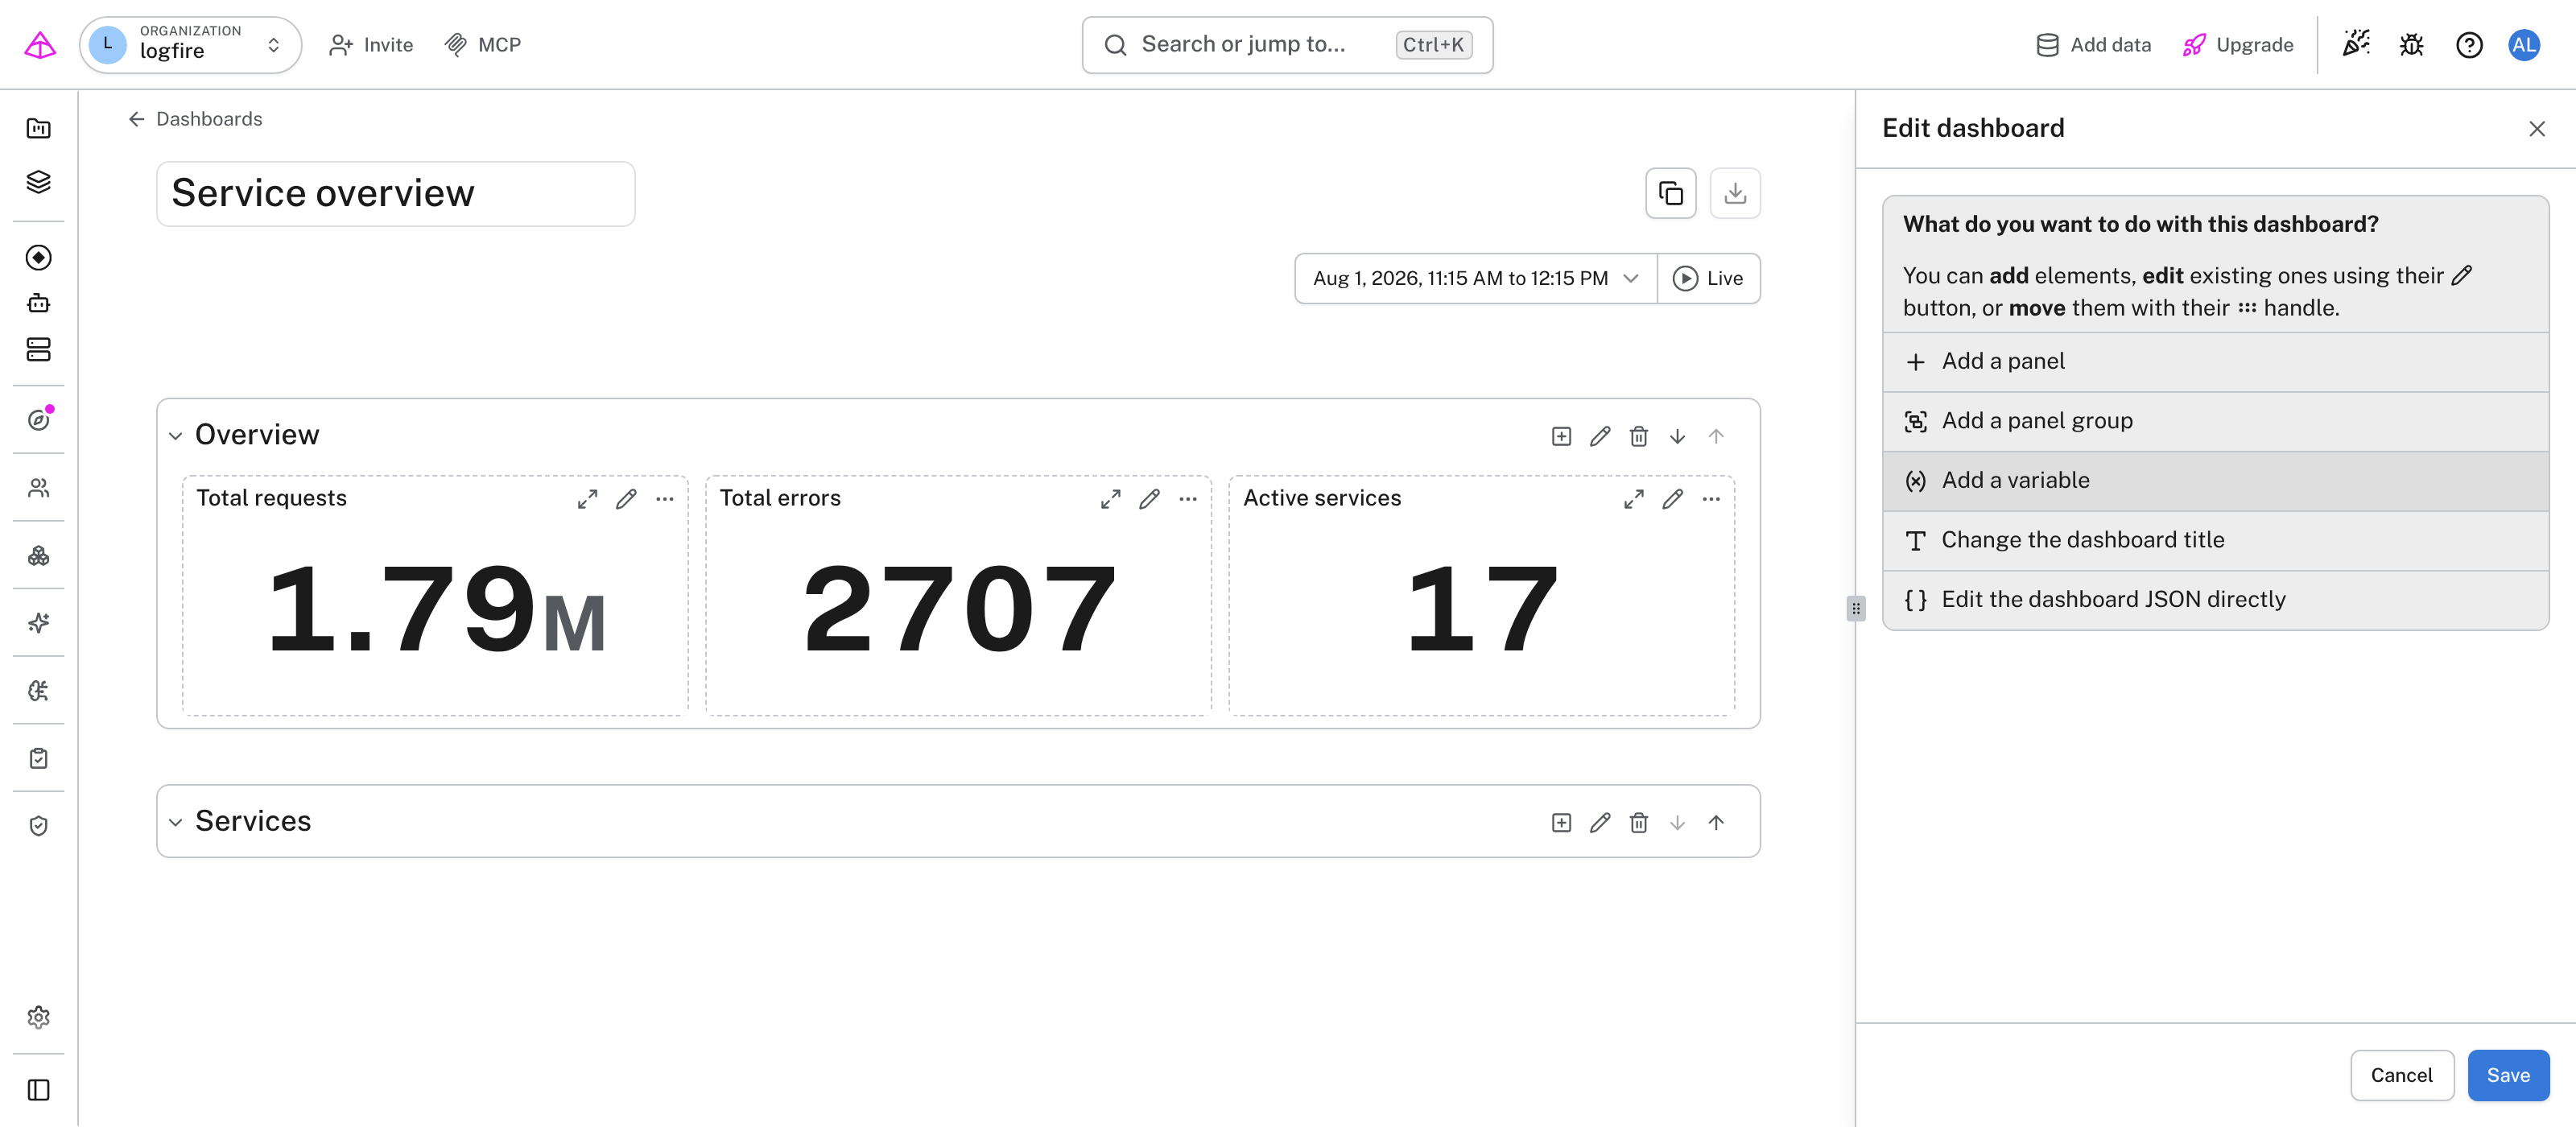 L
ORGANIZATION
logfire
Invite
MCP
Search or jump to...
Ctrl+K
Add data
Upgrade
AL
Dashboards
Service overview
Aug 1, 2026, 11:15 AM to 12:15 PM
Live
Overview
Total requests
1.79M
Total errors
2707
Active services
17
Services
Edit dashboard
What do you want to do with this dashboard?
You can add elements, edit existing ones using their
button, or move them with their handle.
Add a panel
Add a panel group
Add a variable
Change the dashboard title
Edit the dashboard JSON directly
Cancel
Save